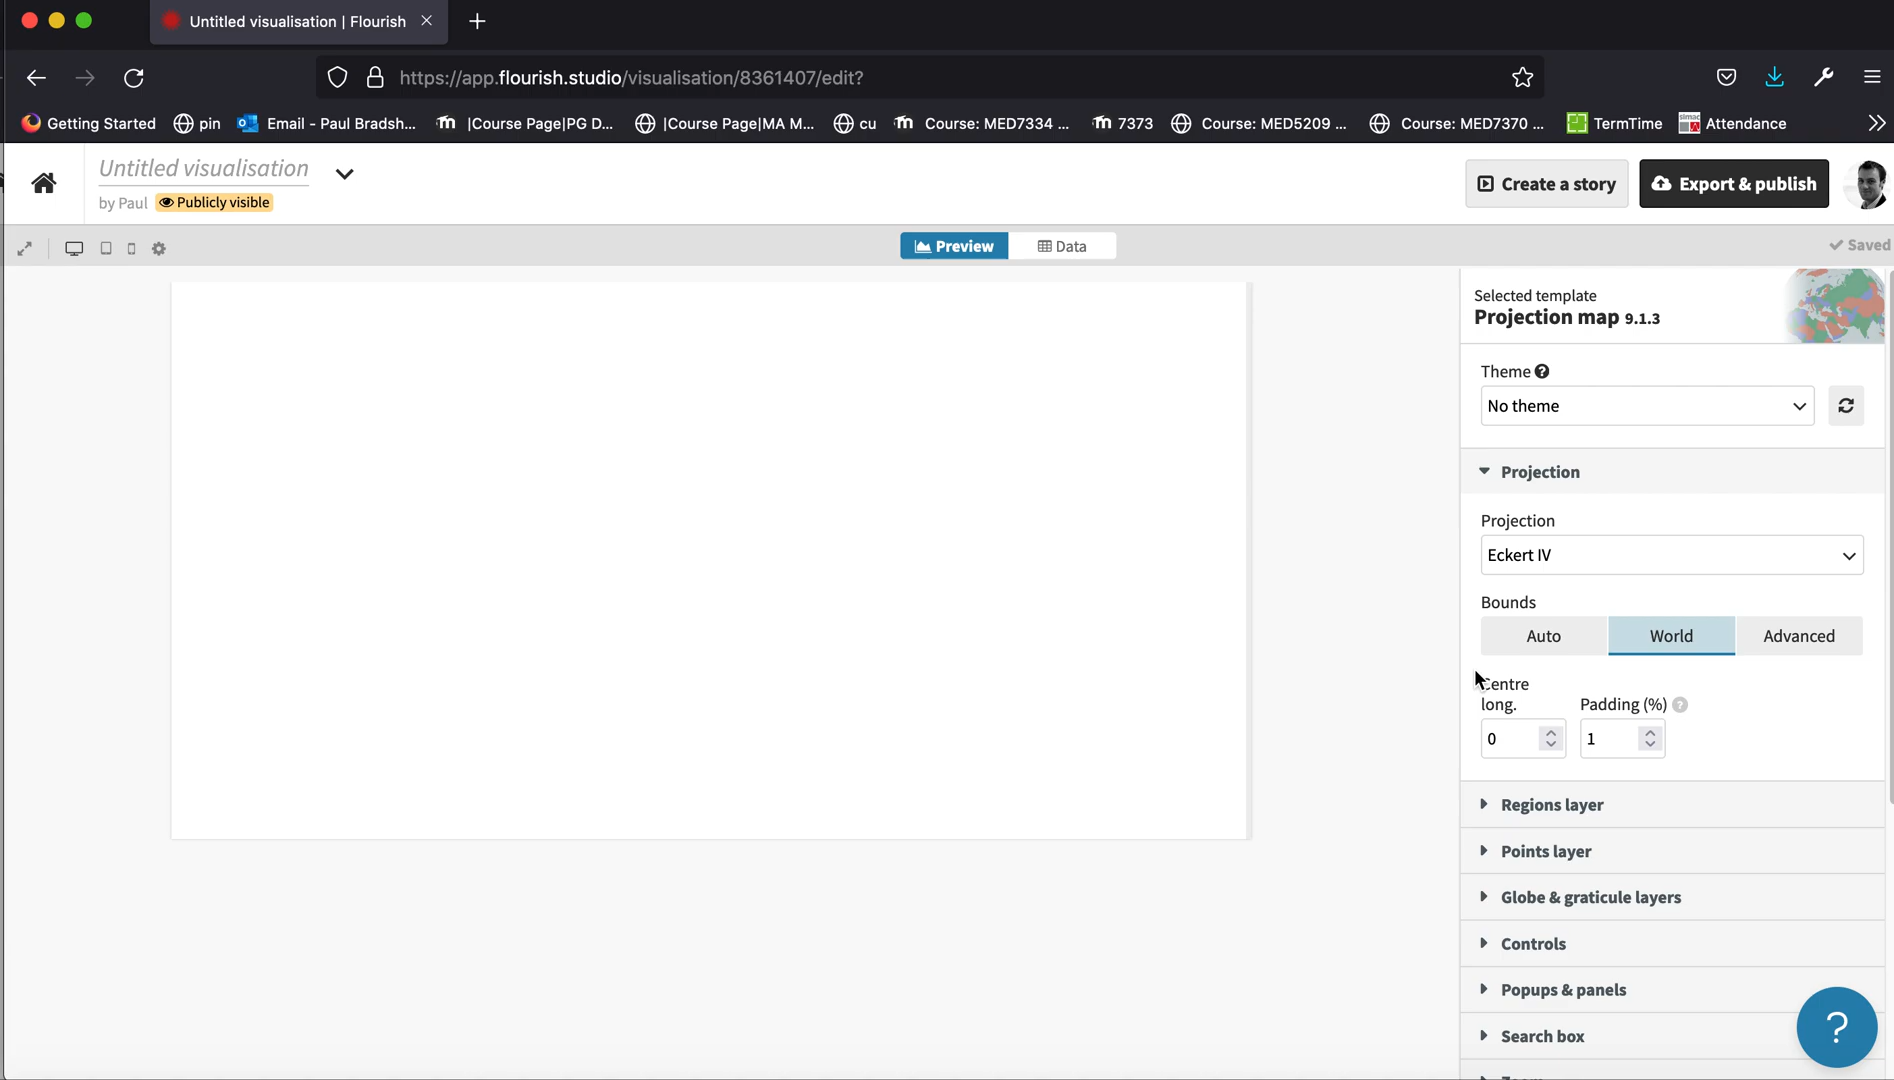 Untitled visualisation | Flourish
https://app.flourish.studio/visualisation/8361407/edit?
Getting Started pin Email - Paul Bradsh... |Course Page|PG D... |Course Page|MA M... cu Course: MED7334 ... 7373 Course: MED5209 ... Course: MED7370 ... TermTime Attendance
Untitled visualisation
by Paul Publicly visible
Create a story
Export & publish
Preview
Data
Saved
Selected template
Projection map 9.1.3
Theme
No theme
Projection
Projection
Eckert IV
Bounds
Auto World Advanced
Centre
long. Padding (%)
0 1
Regions layer
Points layer
Globe & graticule layers
Controls
Popups & panels
Search box
?